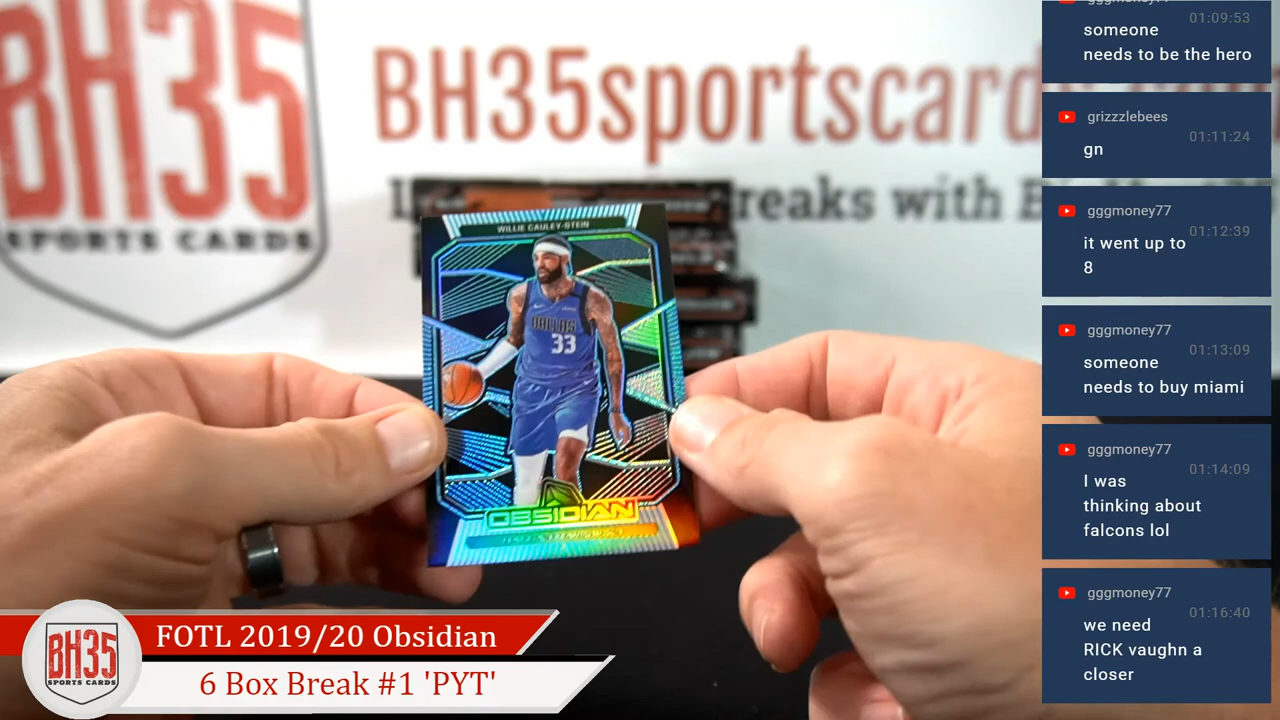 BH35
SPORTS CARDS
BH35sportscard
reaks with B
WILLIE CAULEY-STEIN
DALLAS
33
OBSIDIAN
BH35
SPORTS CARDS
FOTL 2019/20 Obsidian
6 Box Break #1 'PYT'
gggmoney77
01:09:53
someone
needs to be the hero
grizzzlebees
01:11:24
gn
gggmoney77
01:12:39
it went up to
8
gggmoney77
01:13:09
someone
needs to buy miami
gggmoney77
01:14:09
I was
thinking about
falcons lol
gggmoney77
01:16:40
we need
RICK vaughn a
closer